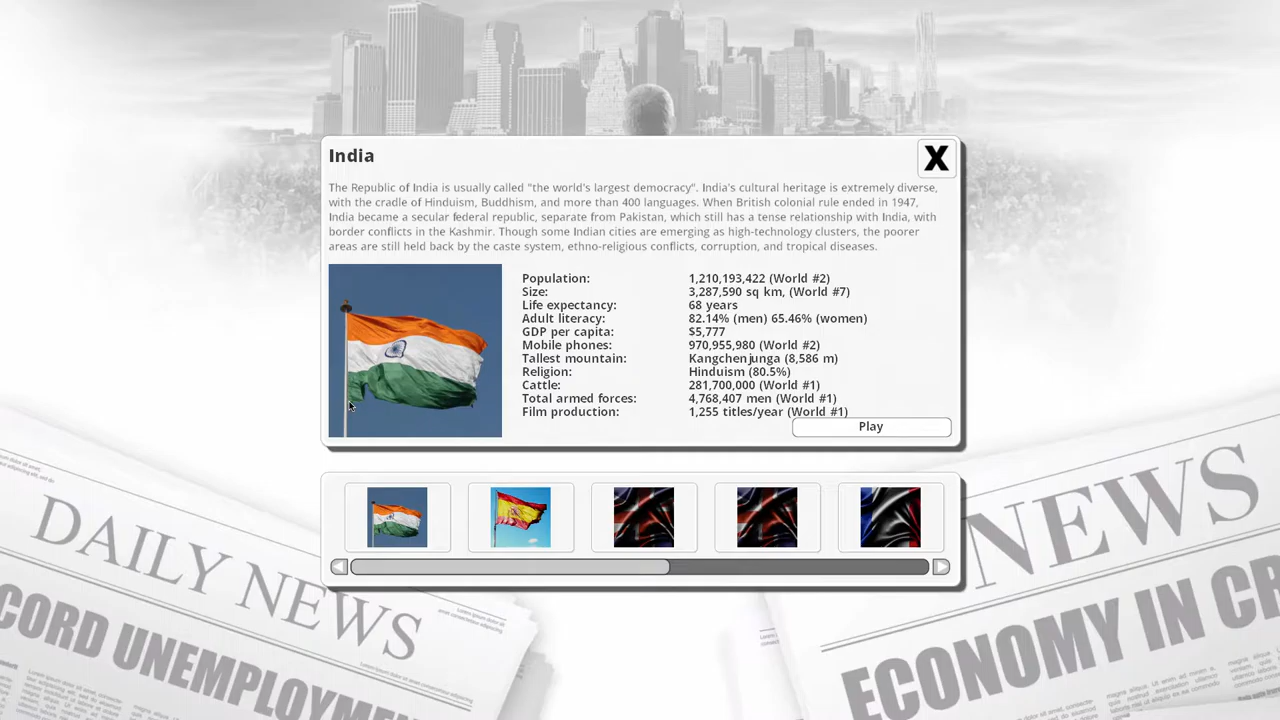 India
X
The Republic of India is usually called "the world's largest democracy". India's cultural heritage is extremely diverse,
with the cradle of Hinduism, Buddhism, and more than 400 languages. When British colonial rule ended in 1947,
India became a secular federal republic, separate from Pakistan, which still has a tense relationship with India, with
border conflicts in the Kashmir. Though some Indian cities are emerging as high-technology clusters, the poorer
areas are still held back by the caste system, ethno-religious conflicts, corruption, and tropical diseases.
Population: 1,210,193,422 (World #2)
Size: 3,287,590 sq km, (World #7)
Life expectancy: 68 years
Adult literacy: 82.14% (men) 65.46% (women)
GDP per capita: $5,777
Mobile phones: 970,955,980 (World #2)
Tallest mountain: Kangchenjunga (8,586 m)
Religion: Hinduism (80.5%)
Cattle: 281,700,000 (World #1)
Total armed forces: 4,768,407 men (World #1)
Film production: 1,255 titles/year (World #1)
Play
DAILY NEWS
CORD UNEMPLOYME
NEWS
ECONOMY IN CR